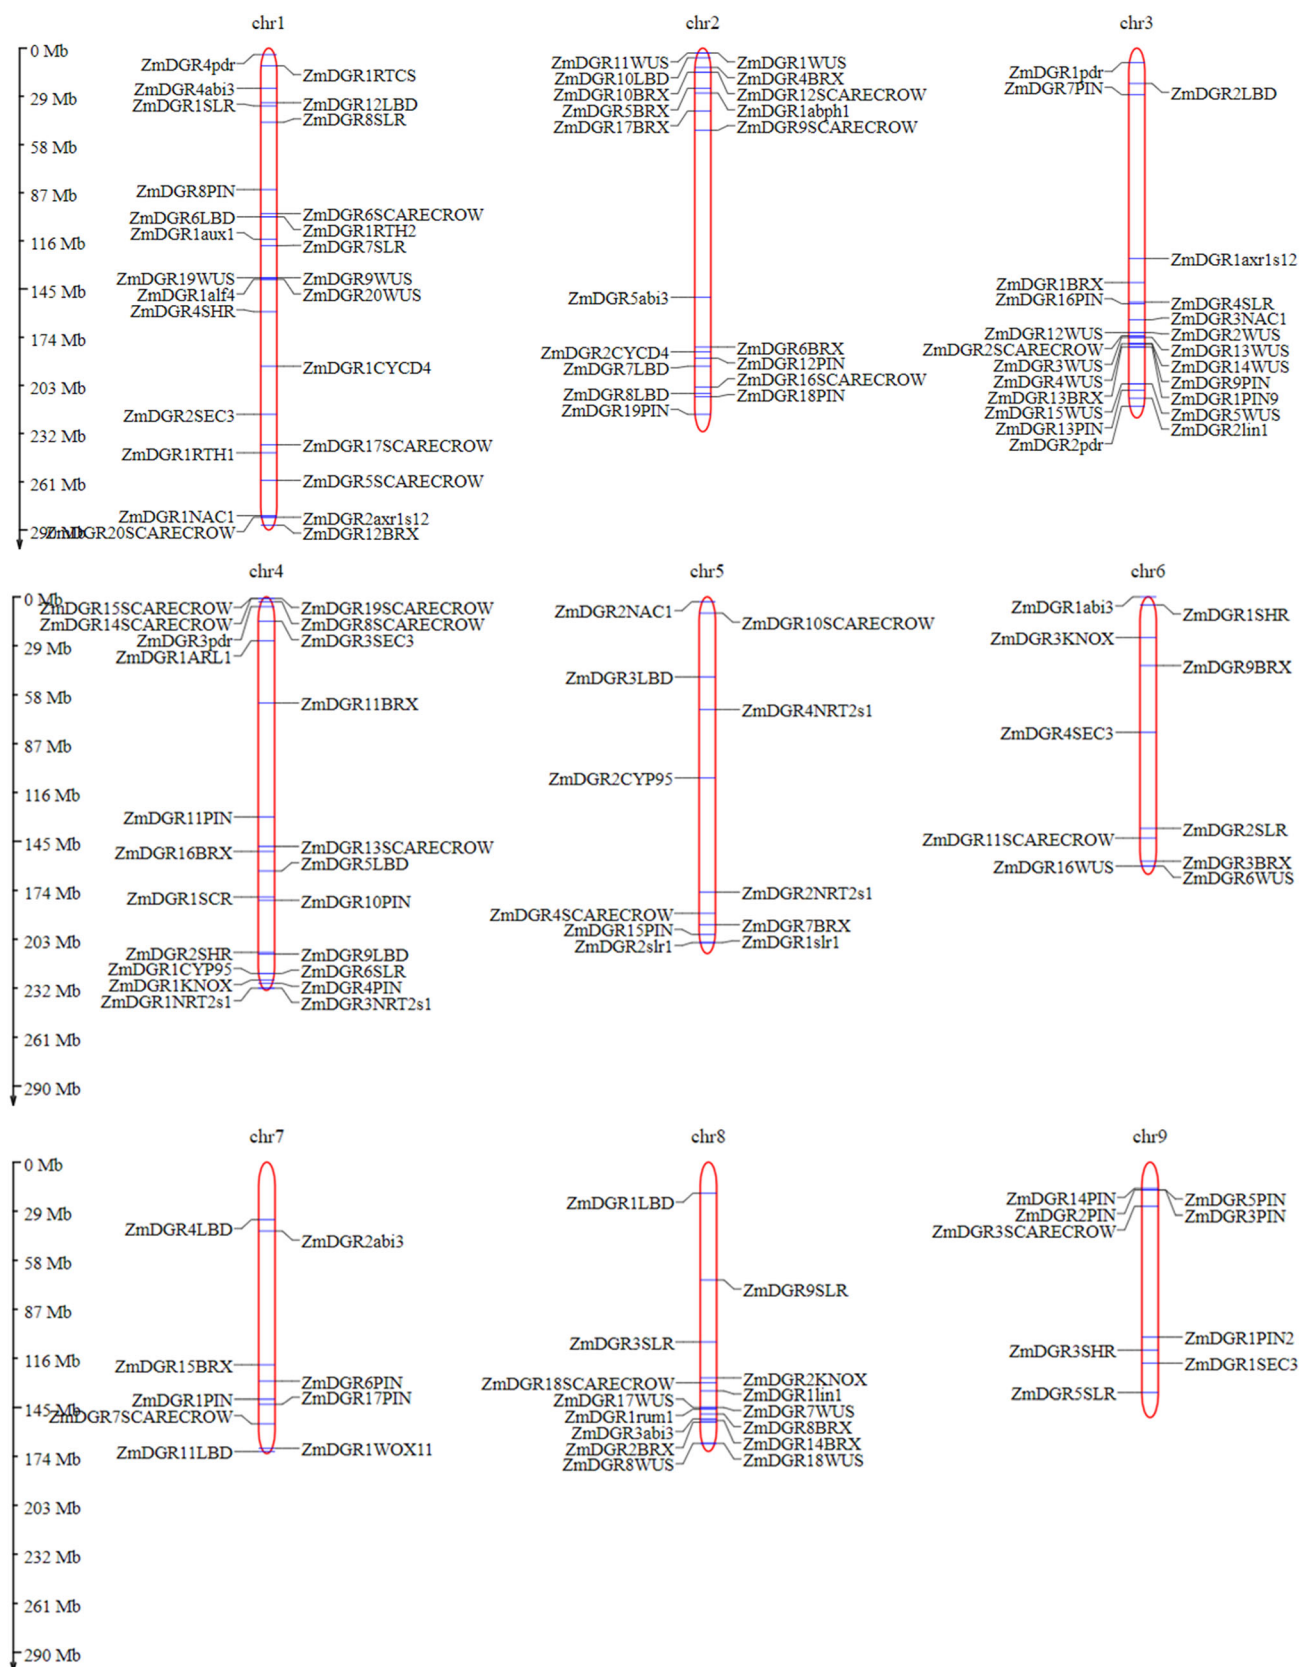 chr1
chr2
chr3
0 Mb
29 Mb
58 Mb
87 Mb
116 Mb
145 Mb
174 Mb
203 Mb
232 Mb
261 Mb
290 Mb
ZmDGR4pdr
ZmDGR4abi3
ZmDGR1SLR
ZmDGR8PIN
ZmDGR6LBD
ZmDGR1aux1
ZmDGR19WUS
ZmDGR1alf4
ZmDGR4SHR
ZmDGR2SEC3
ZmDGR1RTH1
ZmDGR1NAC1
ZmDGR20SCARECROW
ZmDGR1RTCS
ZmDGR12LBD
ZmDGR8SLR
ZmDGR6SCARECROW
ZmDGR1RTH2
ZmDGR7SLR
ZmDGR9WUS
ZmDGR20WUS
ZmDGR1CYCD4
ZmDGR17SCARECROW
ZmDGR5SCARECROW
ZmDGR2axr1s12
ZmDGR12BRX
ZmDGR11WUS
ZmDGR10LBD
ZmDGR10BRX
ZmDGR5BRX
ZmDGR17BRX
ZmDGR5abi3
ZmDGR2CYCD4
ZmDGR7LBD
ZmDGR8LBD
ZmDGR19PIN
ZmDGR1WUS
ZmDGR4BRX
ZmDGR12SCARECROW
ZmDGR1abph1
ZmDGR9SCARECROW
ZmDGR6BRX
ZmDGR12PIN
ZmDGR16SCARECROW
ZmDGR18PIN
ZmDGR1pdr
ZmDGR7PIN
ZmDGR1BRX
ZmDGR16PIN
ZmDGR12WUS
ZmDGR2SCARECROW
ZmDGR3WUS
ZmDGR4WUS
ZmDGR13BRX
ZmDGR15WUS
ZmDGR13PIN
ZmDGR2pdr
ZmDGR2LBD
ZmDGR1axr1s12
ZmDGR4SLR
ZmDGR3NAC1
ZmDGR2WUS
ZmDGR13WUS
ZmDGR14WUS
ZmDGR9PIN
ZmDGR1PIN9
ZmDGR5WUS
ZmDGR2lin1
chr4
chr5
chr6
0 Mb
29 Mb
58 Mb
87 Mb
116 Mb
145 Mb
174 Mb
203 Mb
232 Mb
261 Mb
290 Mb
ZmDGR15SCARECROW
ZmDGR14SCARECROW
ZmDGR3pdr
ZmDGR1ARL1
ZmDGR11PIN
ZmDGR16BRX
ZmDGR1SCR
ZmDGR2SHR
ZmDGR1CYP95
ZmDGR1KNOX
ZmDGR1NRT2s1
ZmDGR19SCARECROW
ZmDGR8SCARECROW
ZmDGR3SEC3
ZmDGR11BRX
ZmDGR13SCARECROW
ZmDGR5LBD
ZmDGR10PIN
ZmDGR9LBD
ZmDGR6SLR
ZmDGR4PIN
ZmDGR3NRT2s1
ZmDGR2NAC1
ZmDGR3LBD
ZmDGR2CYP95
ZmDGR4SCARECROW
ZmDGR15PIN
ZmDGR2slr1
ZmDGR10SCARECROW
ZmDGR4NRT2s1
ZmDGR2NRT2s1
ZmDGR7BRX
ZmDGR1slr1
ZmDGR1abi3
ZmDGR3KNOX
ZmDGR4SEC3
ZmDGR11SCARECROW
ZmDGR16WUS
ZmDGR1SHR
ZmDGR9BRX
ZmDGR2SLR
ZmDGR3BRX
ZmDGR6WUS
chr7
chr8
chr9
0 Mb
29 Mb
58 Mb
87 Mb
116 Mb
145 Mb
174 Mb
203 Mb
232 Mb
261 Mb
290 Mb
ZmDGR4LBD
ZmDGR15BRX
ZmDGR1PIN
ZmDGR7SCARECROW
ZmDGR11LBD
ZmDGR2abi3
ZmDGR6PIN
ZmDGR17PIN
ZmDGR1WOX11
ZmDGR1LBD
ZmDGR3SLR
ZmDGR18SCARECROW
ZmDGR17WUS
ZmDGR1rum1
ZmDGR3abi3
ZmDGR2BRX
ZmDGR8WUS
ZmDGR9SLR
ZmDGR2KNOX
ZmDGR1lin1
ZmDGR7WUS
ZmDGR8BRX
ZmDGR14BRX
ZmDGR18WUS
ZmDGR14PIN
ZmDGR2PIN
ZmDGR3SCARECROW
ZmDGR3SHR
ZmDGR5SLR
ZmDGR5PIN
ZmDGR3PIN
ZmDGR1PIN2
ZmDGR1SEC3